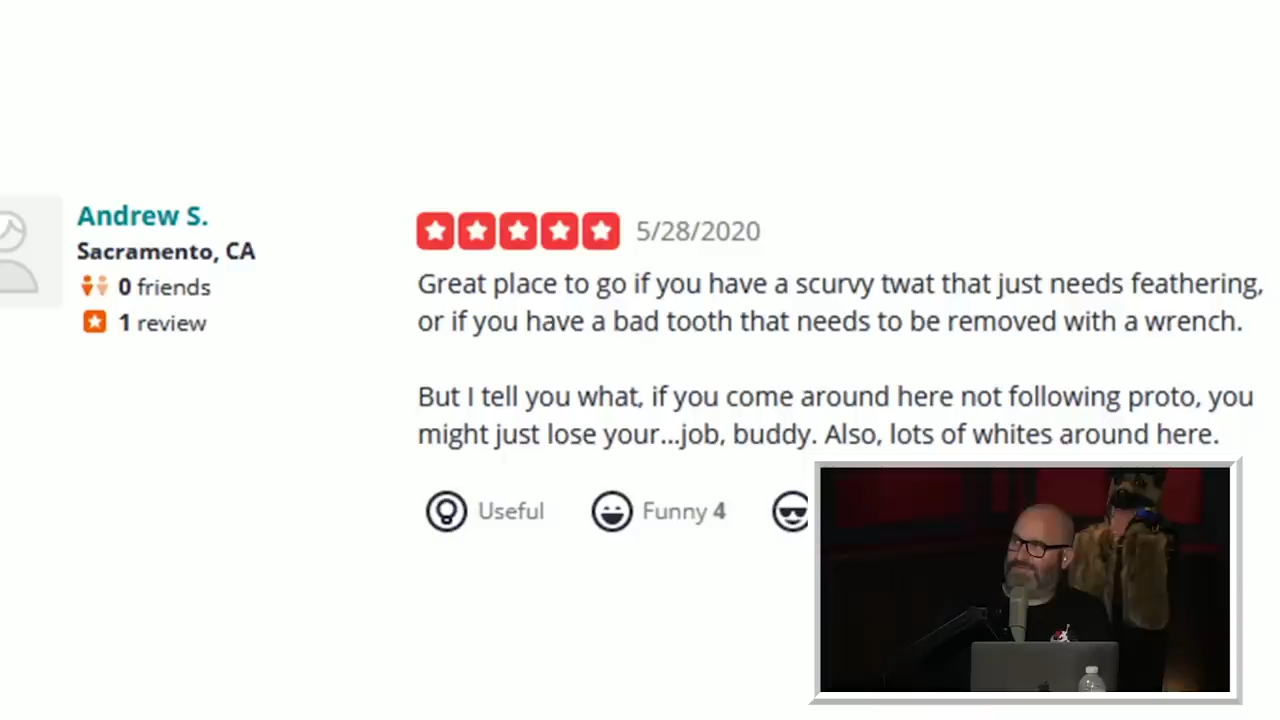 Andrew S.
Sacramento, CA
0 friends
1 review
5/28/2020
Great place to go if you have a scurvy twat that just needs feathering,
or if you have a bad tooth that needs to be removed with a wrench.
But I tell you what, if you come around here not following proto, you
might just lose your...job, buddy. Also, lots of whites around here.
Useful
Funny 4